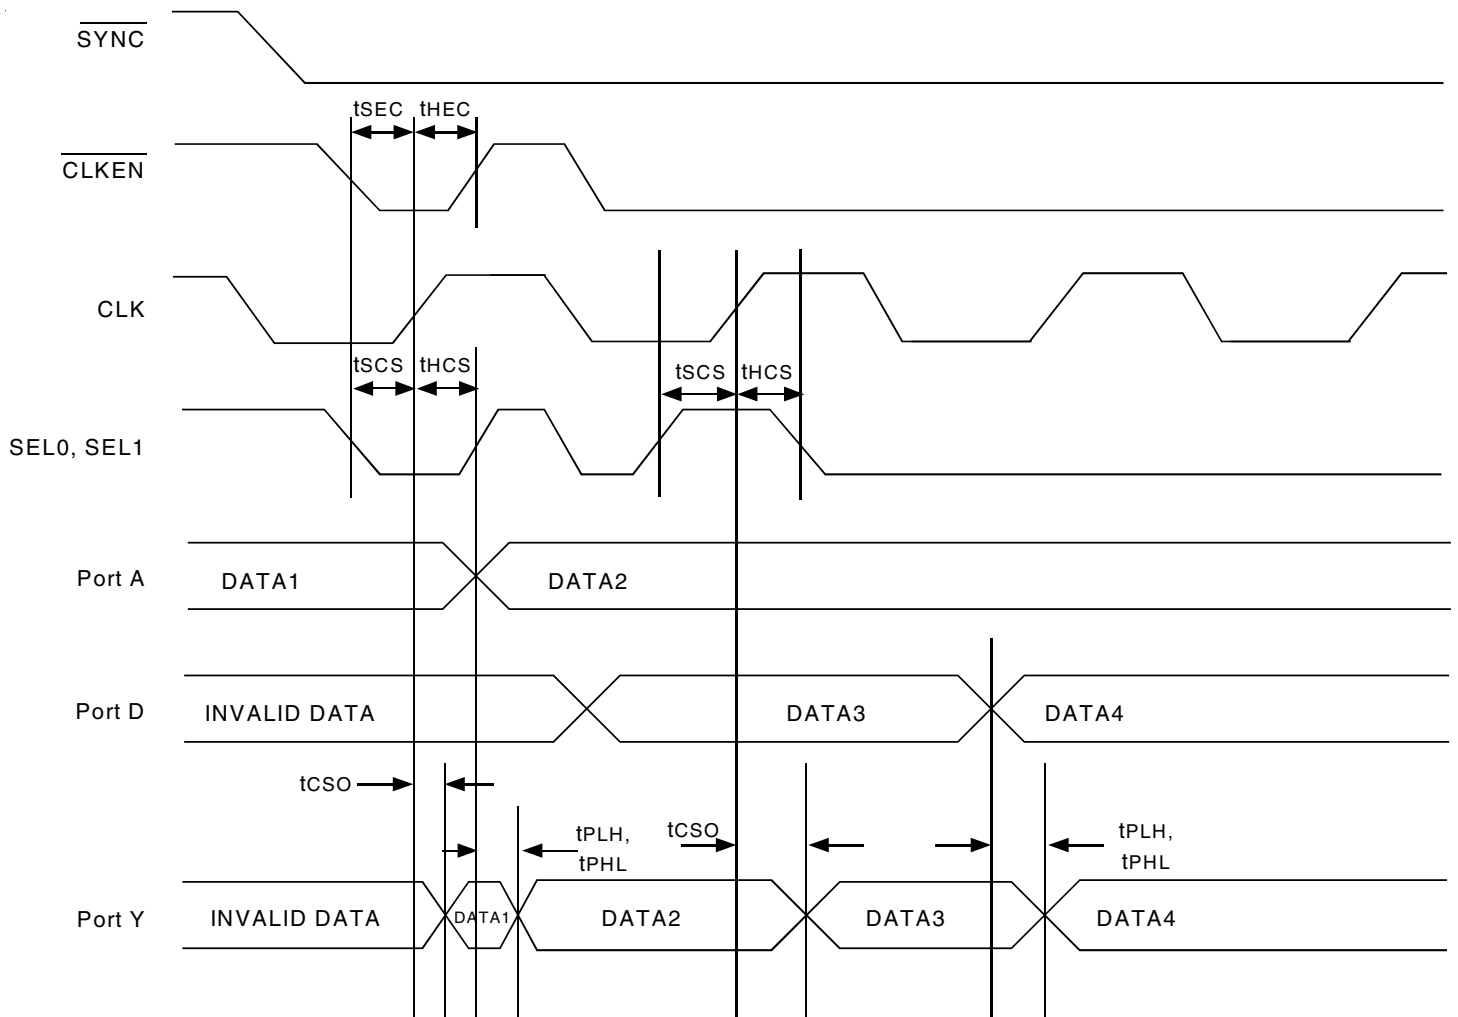 SYNC
tSEC tHEC
CLKEN
CLK
tSCS tHCS tSCS tHCS
SEL0, SEL1
Port A DATA1 DATA2
Port D INVALID DATA DATA3 DATA4
tCSO
tPLH, tCSO tPLH,
tPHL tPHL
Port Y INVALID DATA DATA1 DATA2 DATA3 DATA4